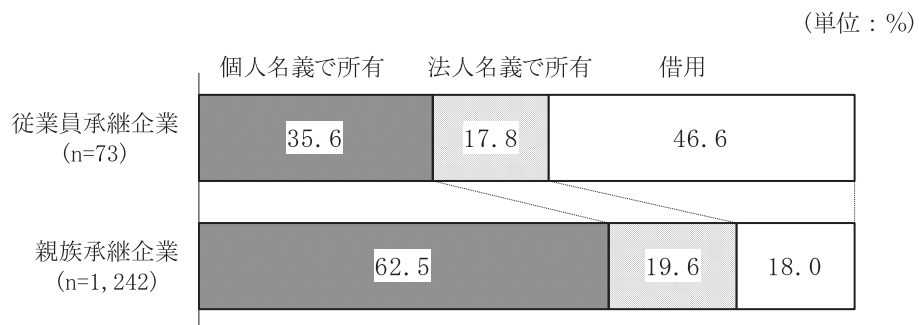 (単位:%)
個人名義で所有 法人名義で所有 借用
従業員承継企業
(n=73)
35.6 17.8 46.6
親族承継企業
(n=1,242)
62.5 19.6 18.0